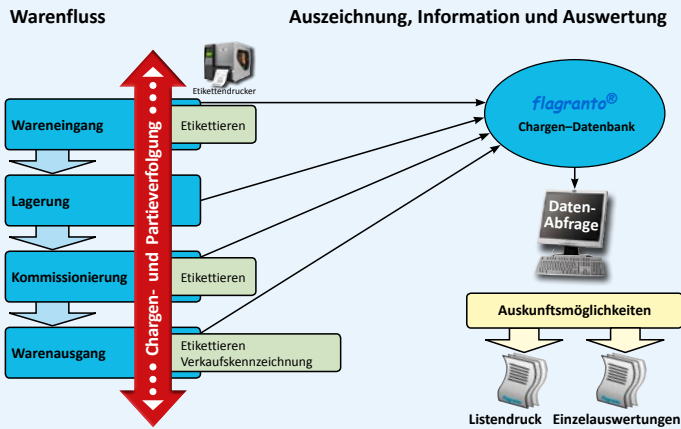 Warenfluss
Auszeichnung, Information und Auswertung
Etikettendrucker
Chargen- und Partieverfolgung
Wareneingang
Etikettieren
Lagerung
Kommissionierung
Etikettieren
Warenausgang
Etikettieren
Verkaufskennzeichnung
flagranto®
Chargen–Datenbank
Daten-
Abfrage
Auskunftsmöglichkeiten
Listendruck
Einzelauswertungen